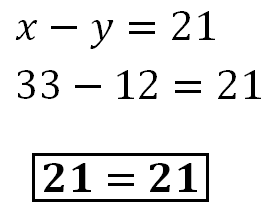 x − y = 21
33 − 12 = 21
21 = 21